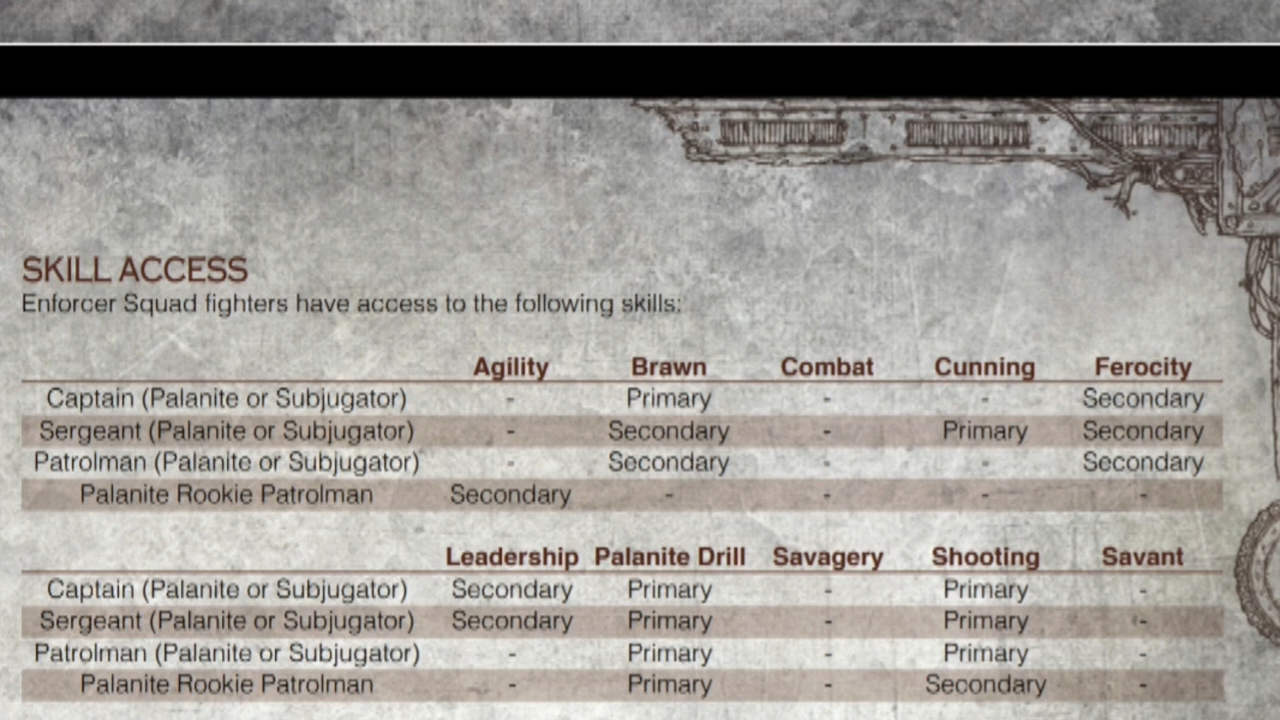 SKILL ACCESS
Enforcer Squad fighters have access to the following skills:
Agility Brawn Combat Cunning Ferocity
Captain (Palanite or Subjugator) - Primary - - Secondary
Sergeant (Palanite or Subjugator) - Secondary - Primary Secondary
Patrolman (Palanite or Subjugator) - Secondary - - Secondary
Palanite Rookie Patrolman Secondary - - - -
Leadership Palanite Drill Savagery Shooting Savant
Captain (Palanite or Subjugator) Secondary Primary - Primary -
Sergeant (Palanite or Subjugator) Secondary Primary - Primary -
Patrolman (Palanite or Subjugator) - Primary - Primary -
Palanite Rookie Patrolman - Primary - Secondary -